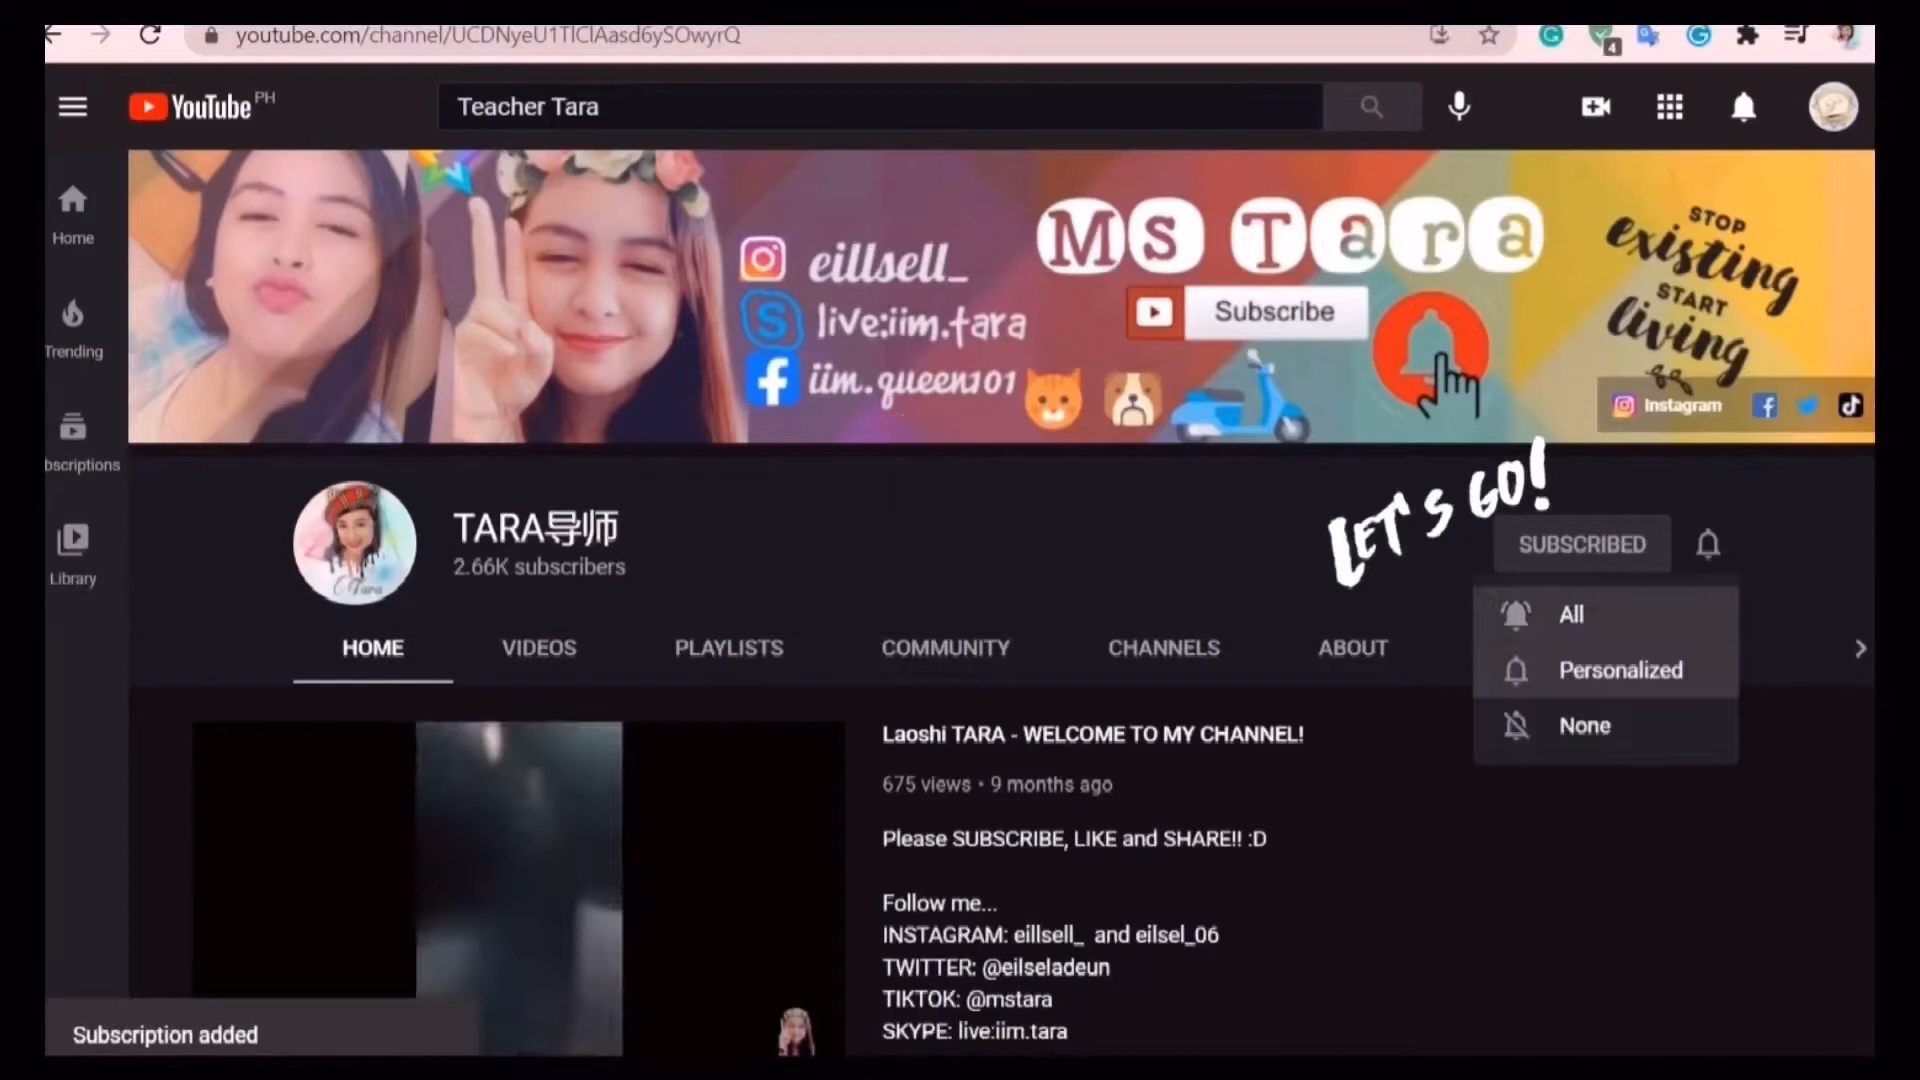 youtube.com/channel/UCDNyeU1TlClAasd6ySOwyrQ
4
YouTube PH
Teacher Tara
Home
Trending
bscriptions
Library
eillsell_
live:iim.tara
iim.queen101
Ms Tara
Subscribe
STOP
existing
START
living
Instagram
LET'S GO!
TARA导师
2.66K subscribers
SUBSCRIBED
All
Personalized
None
HOME VIDEOS PLAYLISTS COMMUNITY CHANNELS ABOUT
Tara
Laoshi TARA - WELCOME TO MY CHANNEL!
675 views • 9 months ago
Please SUBSCRIBE, LIKE and SHARE!! :D
Follow me...
INSTAGRAM: eillsell_ and eilsel_06
TWITTER: @eilseladeun
TIKTOK: @mstara
SKYPE: live:iim.tara
Subscription added